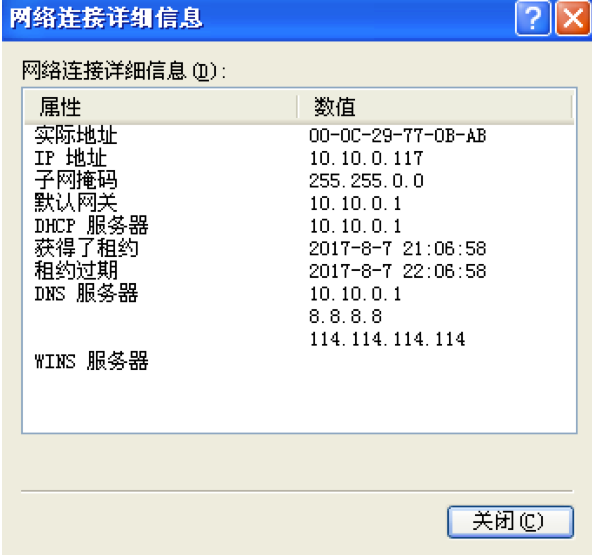 网络连接详细信息
网络连接详细信息(D):
属性 数值
实际地址 00-0C-29-77-0B-AB
IP 地址 10.10.0.117
子网掩码 255.255.0.0
默认网关 10.10.0.1
DHCP 服务器 10.10.0.1
获得了租约 2017-8-7 21:06:58
租约过期 2017-8-7 22:06:58
DNS 服务器 10.10.0.1
8.8.8.8
114.114.114.114
WINS 服务器
关闭(C)